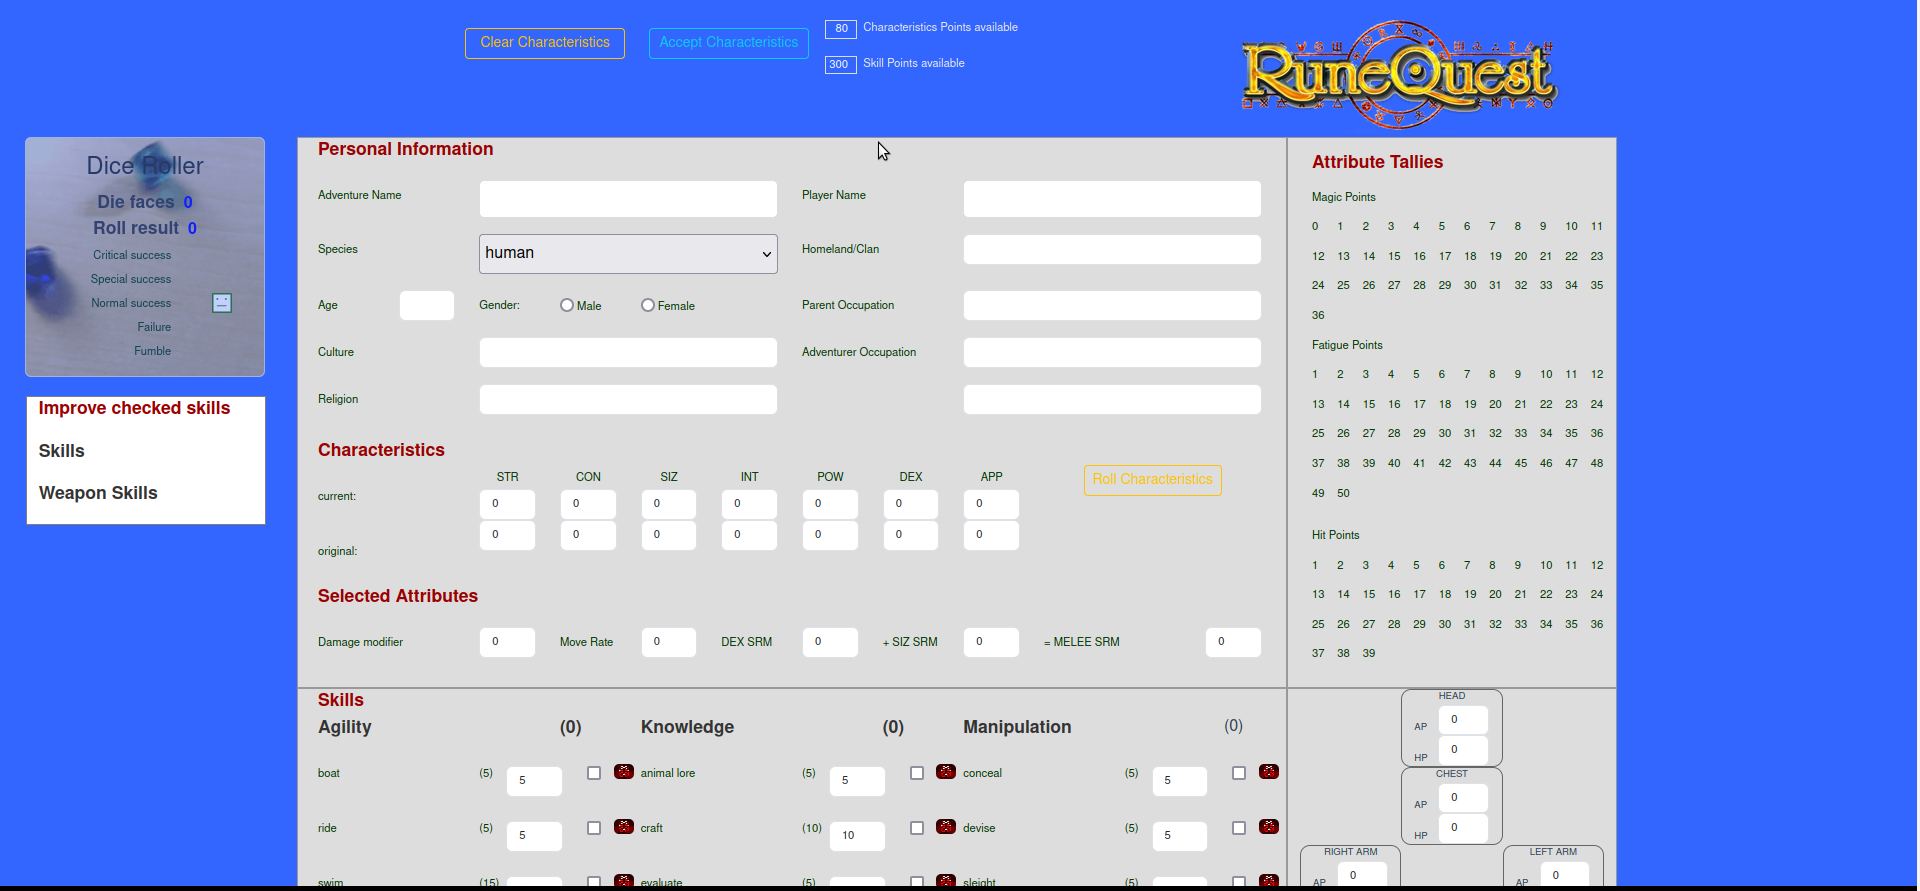 Clear Characteristics
Accept Characteristics
80 Characteristics Points available
300 Skill Points available
RuneQuest
Dice Roller
Die faces 0
Roll result 0
Critical success
Special success
Normal success
Failure
Fumble
Improve checked skills
Skills
Weapon Skills
Personal Information
Adventure Name
Player Name
Species
human
Homeland/Clan
Age
Gender:
Male
Female
Parent Occupation
Culture
Adventurer Occupation
Religion
Characteristics
STR CON SIZ INT POW DEX APP
Roll Characteristics
current:
0 0 0 0 0 0 0
0 0 0 0 0 0 0
original:
Selected Attributes
Damage modifier 0 Move Rate 0 DEX SRM 0 + SIZ SRM 0 = MELEE SRM 0
Attribute Tallies
Magic Points
0 1 2 3 4 5 6 7 8 9 10 11
12 13 14 15 16 17 18 19 20 21 22 23
24 25 26 27 28 29 30 31 32 33 34 35
36
Fatigue Points
1 2 3 4 5 6 7 8 9 10 11 12
13 14 15 16 17 18 19 20 21 22 23 24
25 26 27 28 29 30 31 32 33 34 35 36
37 38 39 40 41 42 43 44 45 46 47 48
49 50
Hit Points
1 2 3 4 5 6 7 8 9 10 11 12
13 14 15 16 17 18 19 20 21 22 23 24
25 26 27 28 29 30 31 32 33 34 35 36
37 38 39
Skills
Agility (0) Knowledge (0) Manipulation (0)
boat (5) 5 animal lore (5) 5 conceal (5) 5
ride (5) 5 craft (10) 10 devise (5) 5
swim (15) evaluate (5) sleight (5)
HEAD
AP 0
HP 0
CHEST
AP 0
HP 0
RIGHT ARM
AP 0
LEFT ARM
AP 0